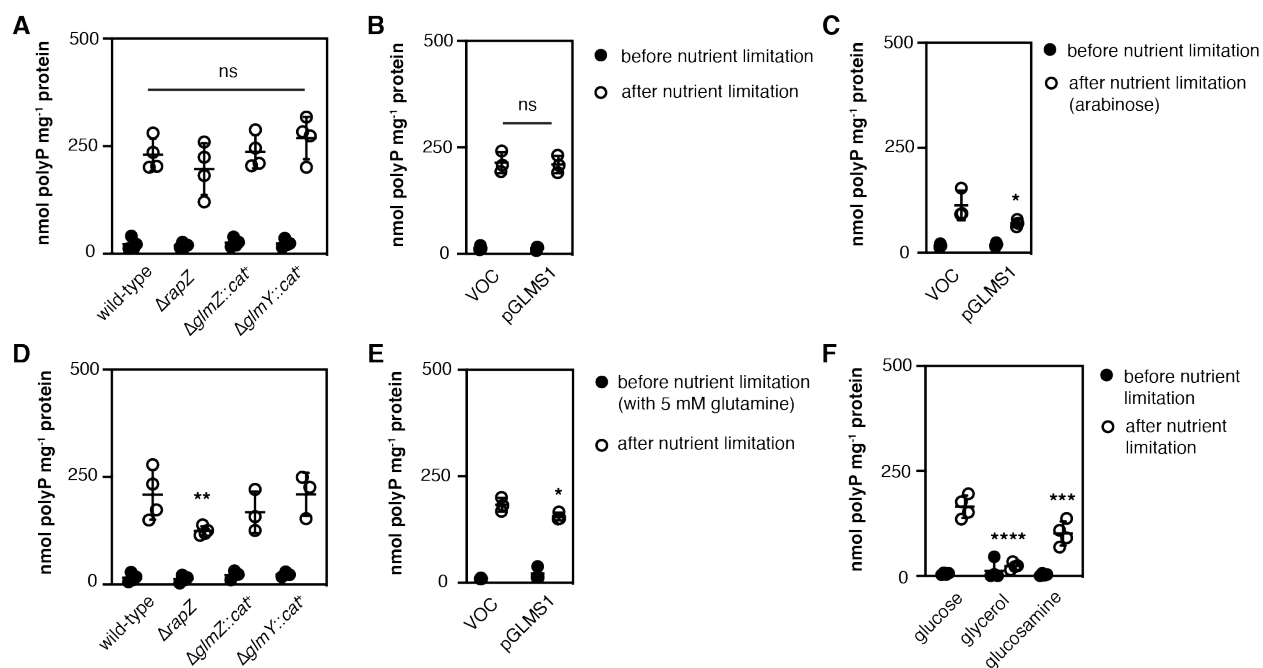 A
nmol polyP mg-1 protein
500
250
0
ns
wild-type
ΔrapZ
ΔglmZ::cat+
ΔglmY::cat+
B
nmol polyP mg-1 protein
500
250
0
ns
VOC
pGLMS1
before nutrient limitation
after nutrient limitation
C
nmol polyP mg-1 protein
500
250
0
*
VOC
pGLMS1
before nutrient limitation
after nutrient limitation
(arabinose)
D
nmol polyP mg-1 protein
500
250
0
**
wild-type
ΔrapZ
ΔglmZ::cat+
ΔglmY::cat+
E
nmol polyP mg-1 protein
500
250
0
*
VOC
pGLMS1
before nutrient limitation
(with 5 mM glutamine)
after nutrient limitation
F
nmol polyP mg-1 protein
500
250
0
****
***
glucose
glycerol
glucosamine
before nutrient
limitation
after nutrient
limitation